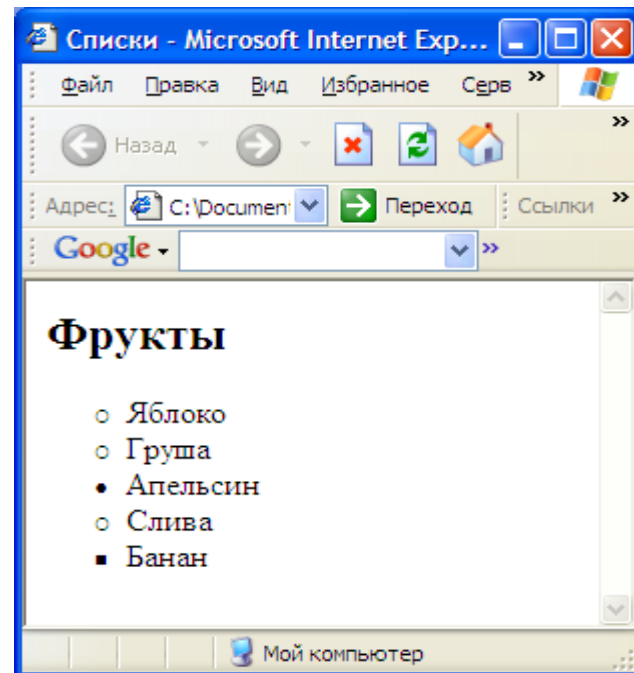 Списки - Microsoft Internet Exp...
Файл Правка Вид Избранное Серв »
Назад »
Адрес: C:\Documen Переход Ссылки »
Google »
Фрукты
Яблоко
Груша
Апельсин
Слива
Банан
Мой компьютер